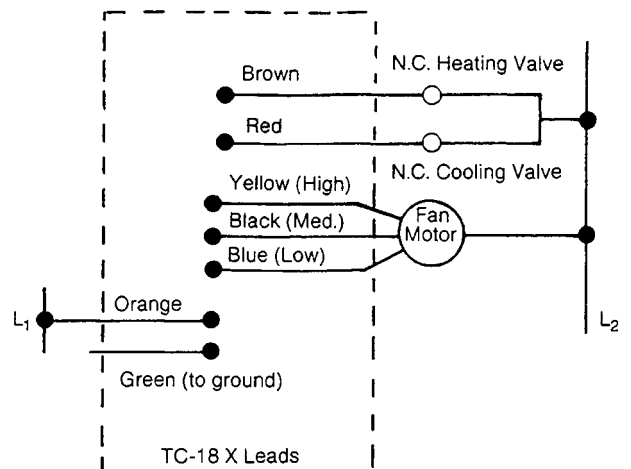 Brown
N.C. Heating Valve
Red
N.C. Cooling Valve
Yellow (High)
Black (Med.)
Fan
Motor
Blue (Low)
Orange
L₁
L₂
Green (to ground)
TC-18 X Leads